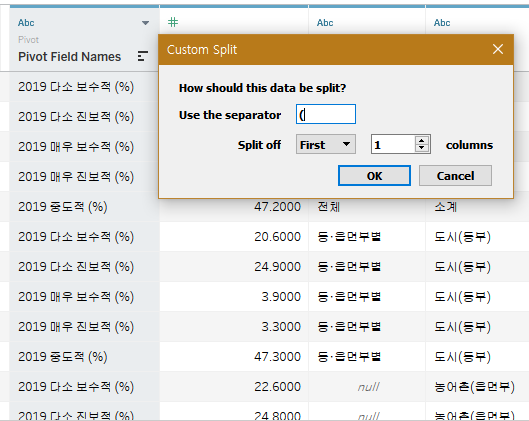 Abc
Pivot
Pivot Field Names
#
Abc
Abc
Custom Split
How should this data be split?
Use the separator (
Split off First 1 columns
OK Cancel
2019 다소 보수적 (%)
2019 다소 진보적 (%)
2019 매우 보수적 (%)
2019 매우 진보적 (%)
2019 중도적 (%) 47.2000 전체 소계
2019 다소 보수적 (%) 20.6000 동·읍면부별 도시(동부)
2019 다소 진보적 (%) 24.9000 동·읍면부별 도시(동부)
2019 매우 보수적 (%) 3.9000 동·읍면부별 도시(동부)
2019 매우 진보적 (%) 3.3000 동·읍면부별 도시(동부)
2019 중도적 (%) 47.3000 동·읍면부별 도시(동부)
2019 다소 보수적 (%) 22.6000 null 농어촌(읍면부)
2019 다소 진보적 (%) 24.8000 null 농어촌(읍면부)